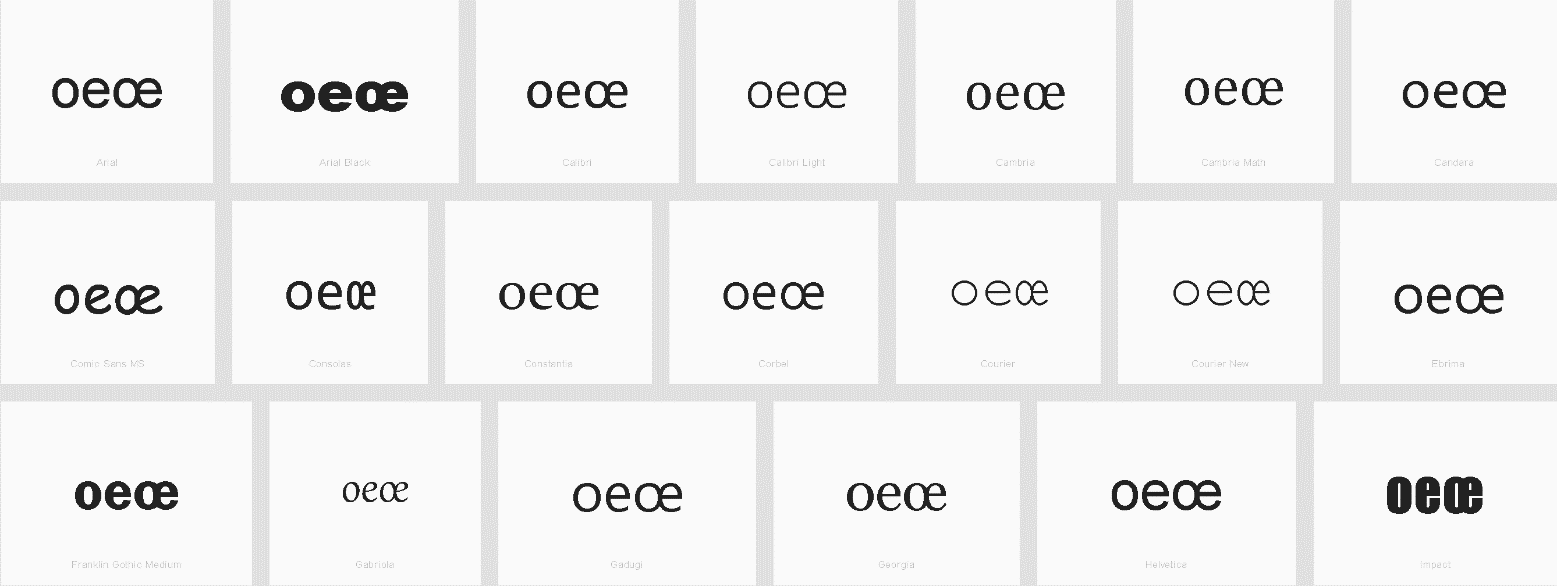 oeœ oeœ oeœ oeœ oeœ oeœ oeœ
Arial Arial Black Calibri Calibri Light Cambria Cambria Math Candara
oeœ oeœ oeœ oeœ oeœ oeœ oeœ
Comic Sans MS Consolas Constantia Corbel Courier Courier New Ebrima
oeœ oeœ oeœ oeœ oeœ oeœ
Franklin Gothic Medium Gabriola Gadugi Georgia Helvetica Impact